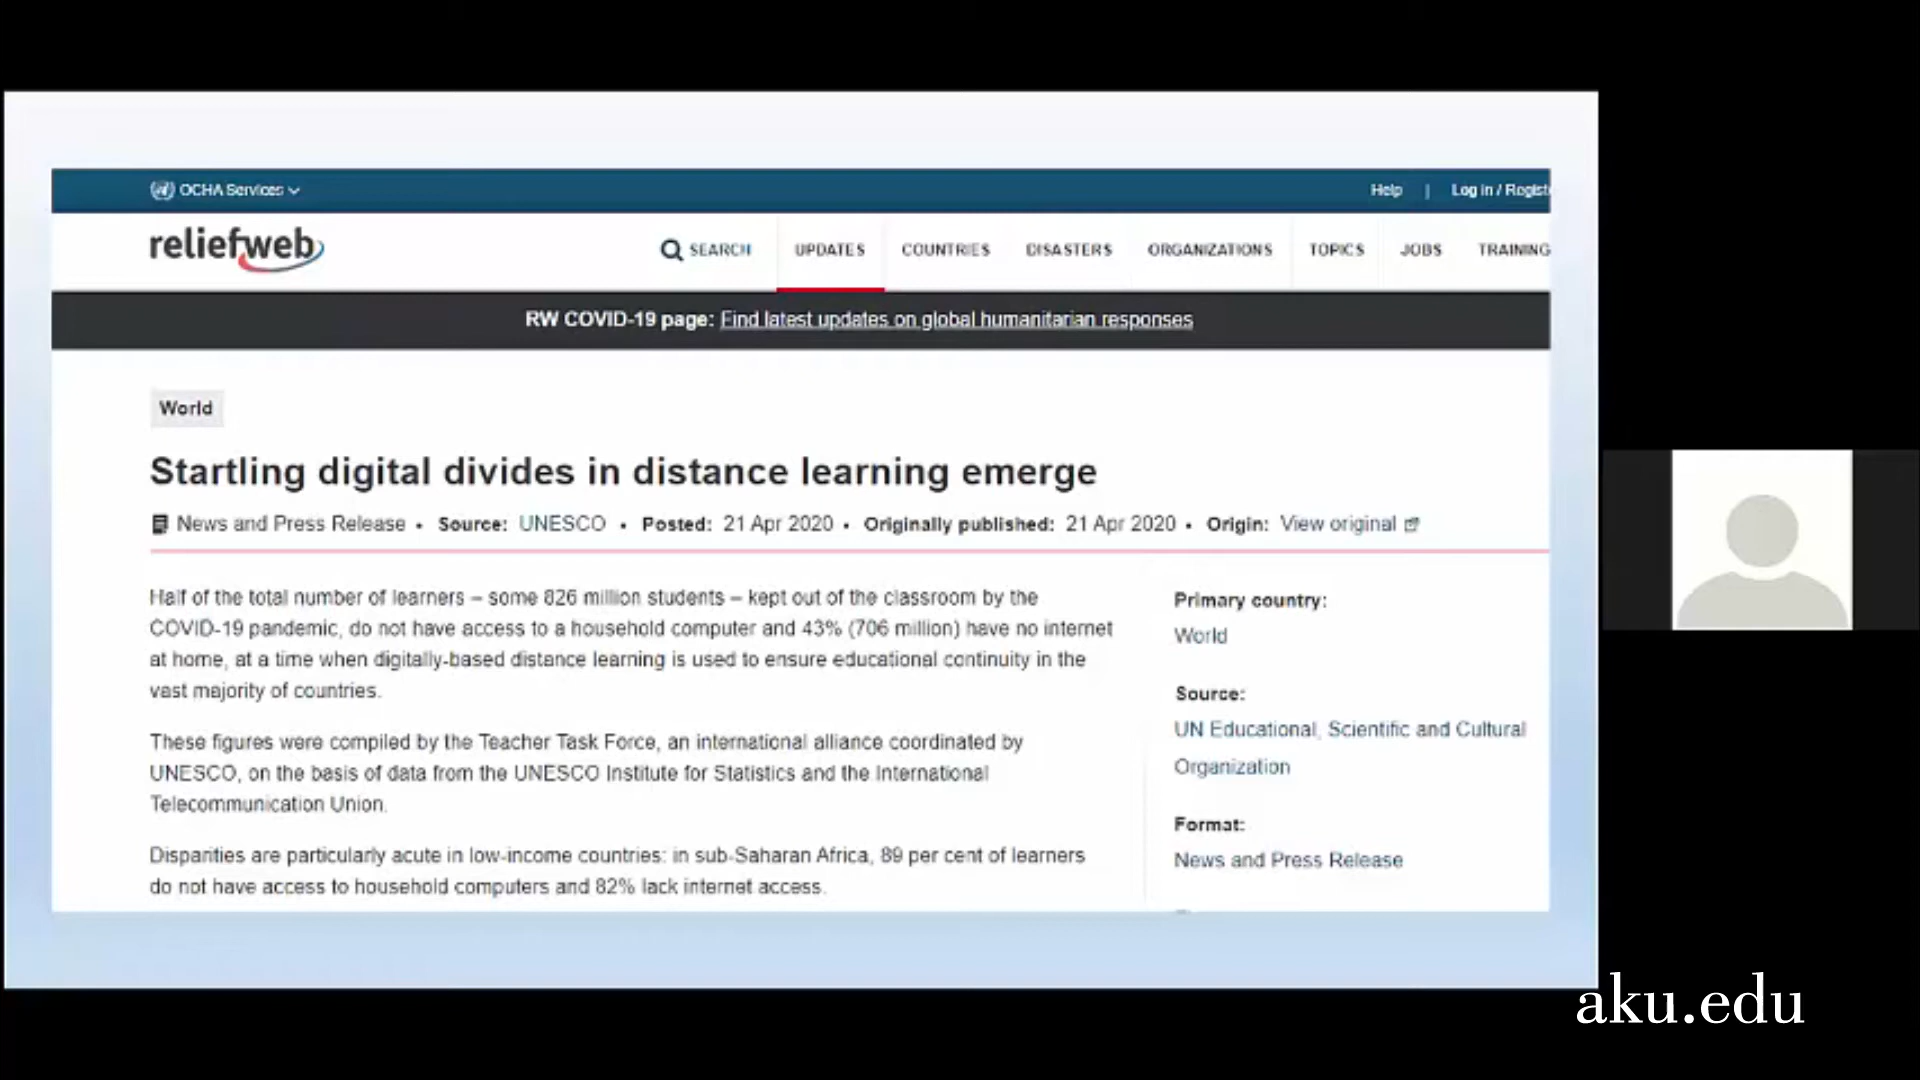 OCHA Services
Help | Log in / Regist
reliefweb
SEARCH UPDATES COUNTRIES DISASTERS ORGANIZATIONS TOPICS JOBS TRAINING
RW COVID-19 page: Find latest updates on global humanitarian responses
World
Startling digital divides in distance learning emerge
News and Press Release • Source: UNESCO • Posted: 21 Apr 2020 • Originally published: 21 Apr 2020 • Origin: View original
Half of the total number of learners – some 826 million students – kept out of the classroom by the
COVID-19 pandemic, do not have access to a household computer and 43% (706 million) have no internet
at home, at a time when digitally-based distance learning is used to ensure educational continuity in the
vast majority of countries.
These figures were compiled by the Teacher Task Force, an international alliance coordinated by
UNESCO, on the basis of data from the UNESCO Institute for Statistics and the International
Telecommunication Union.
Disparities are particularly acute in low-income countries: in sub-Saharan Africa, 89 per cent of learners
do not have access to household computers and 82% lack internet access.
Primary country:
World
Source:
UN Educational, Scientific and Cultural
Organization
Format:
News and Press Release
aku.edu